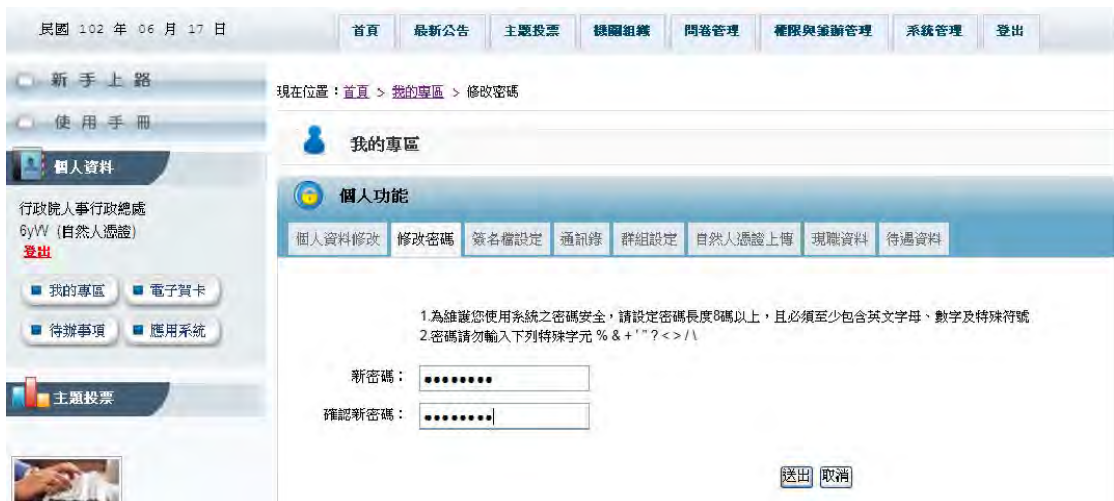 民國 102 年 06 月 17 日
首頁 最新公告 主題投票 機關組織 問卷管理 權限與兼辦管理 系統管理 登出
新手上路
使用手冊
個人資料
行政院人事行政總處
6yW (自然人憑證)
登出
我的專區 電子賀卡
待辦事項 應用系統
主題投票
現在位置：首頁 > 我的專區 > 修改密碼
我的專區
個人功能
個人資料修改 修改密碼 簽名檔設定 通訊錄 群組設定 自然人憑證上傳 現職資料 待遇資料
1.為維護您使用系統之密碼安全，請設定密碼長度8碼以上，且必須至少包含英文字母、數字及特殊符號
2.密碼請勿輸入下列特殊字元 % & + ' " ? < > / \
新密碼：
確認新密碼：
送出 取消